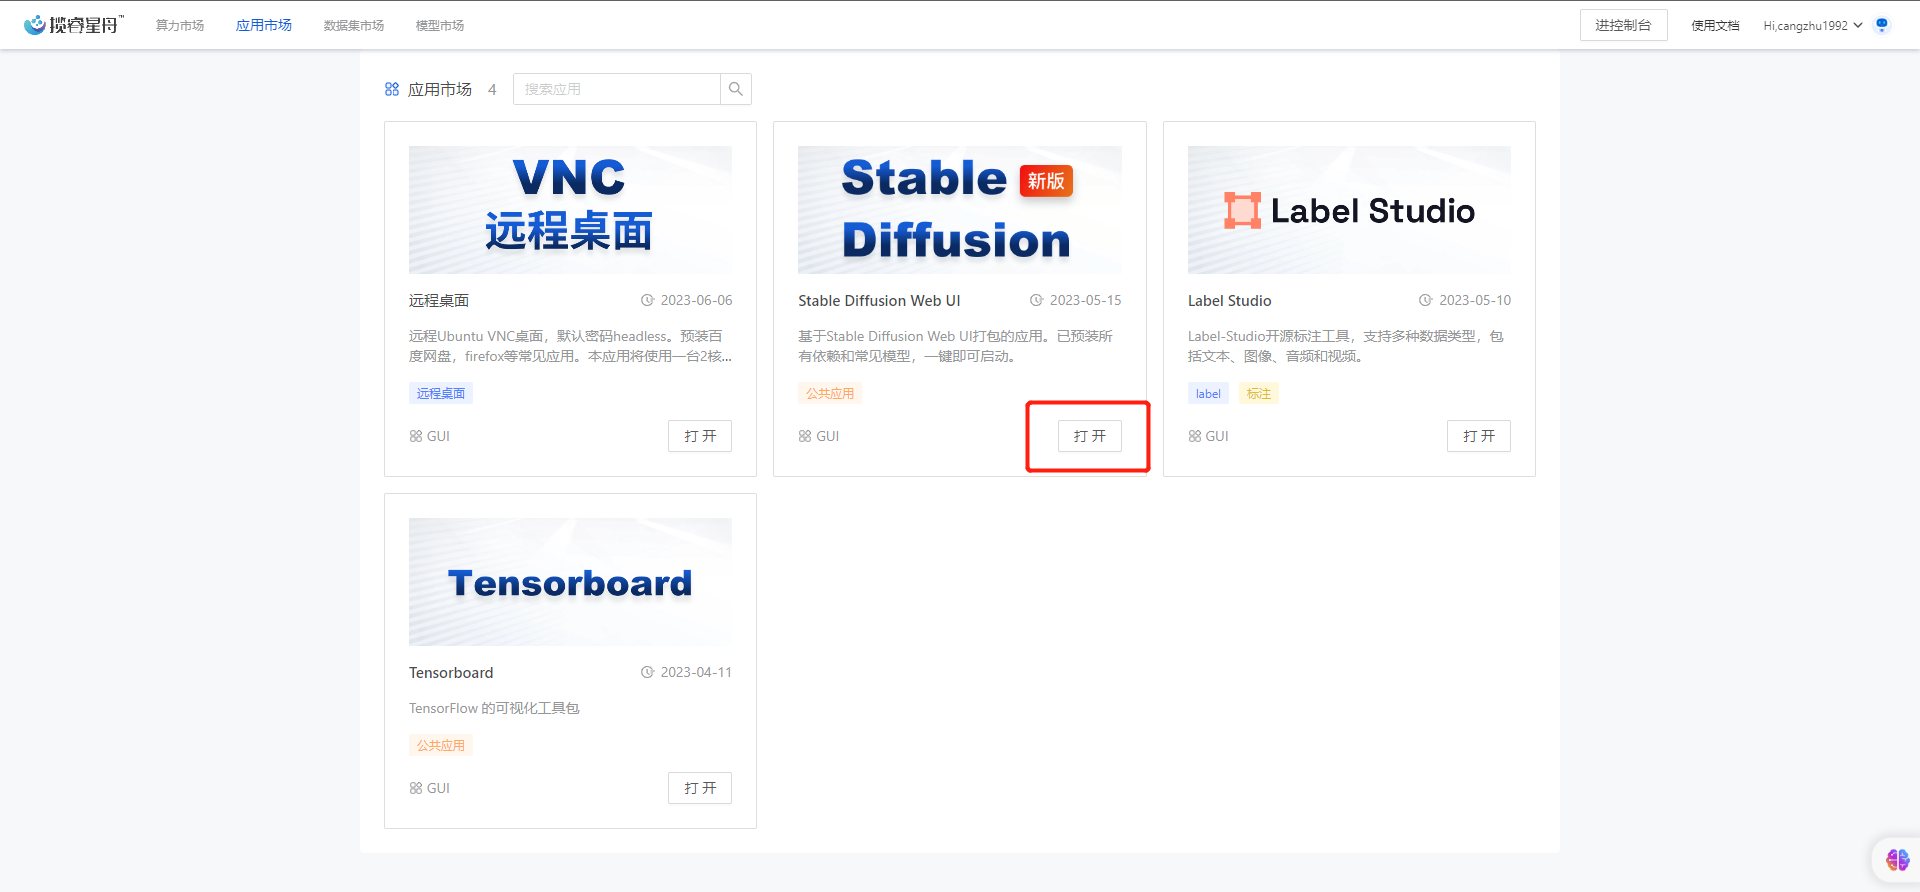 揽睿星舟™
算力市场
应用市场
数据集市场
模型市场
进控制台
使用文档
Hi,cangzhu1992
应用市场 4
搜索应用
VNC
远程桌面
远程桌面
2023-06-06
远程Ubuntu VNC桌面，默认密码headless。预装百
度网盘，firefox等常见应用。本应用将使用一台2核...
远程桌面
GUI
打 开
Stable 新版
Diffusion
Stable Diffusion Web UI
2023-05-15
基于Stable Diffusion Web UI打包的应用。已预装所
有依赖和常见模型，一键即可启动。
公共应用
GUI
打 开
Label Studio
Label Studio
2023-05-10
Label-Studio开源标注工具，支持多种数据类型，包
括文本、图像、音频和视频。
label
标注
GUI
打 开
Tensorboard
Tensorboard
2023-04-11
TensorFlow 的可视化工具包
公共应用
GUI
打 开